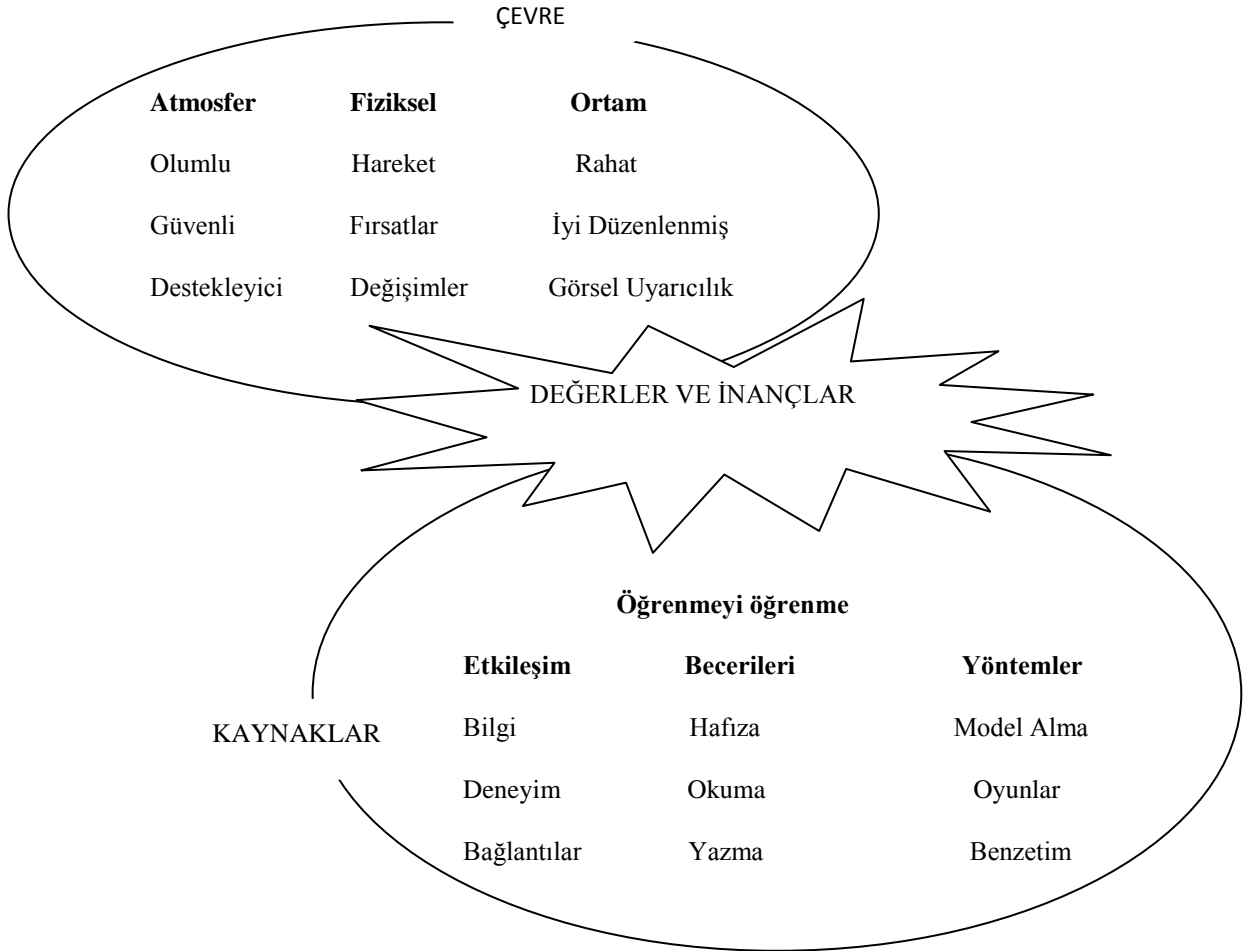 ÇEVRE
Atmosfer Fiziksel Ortam
Olumlu Hareket Rahat
Güvenli Fırsatlar İyi Düzenlenmiş
Destekleyici Değişimler Görsel Uyarıcılık
DEĞERLER VE İNANÇLAR
Öğrenmeyi öğrenme
Etkileşim Becerileri Yöntemler
KAYNAKLAR Bilgi Hafıza Model Alma
Deneyim Okuma Oyunlar
Bağlantılar Yazma Benzetim